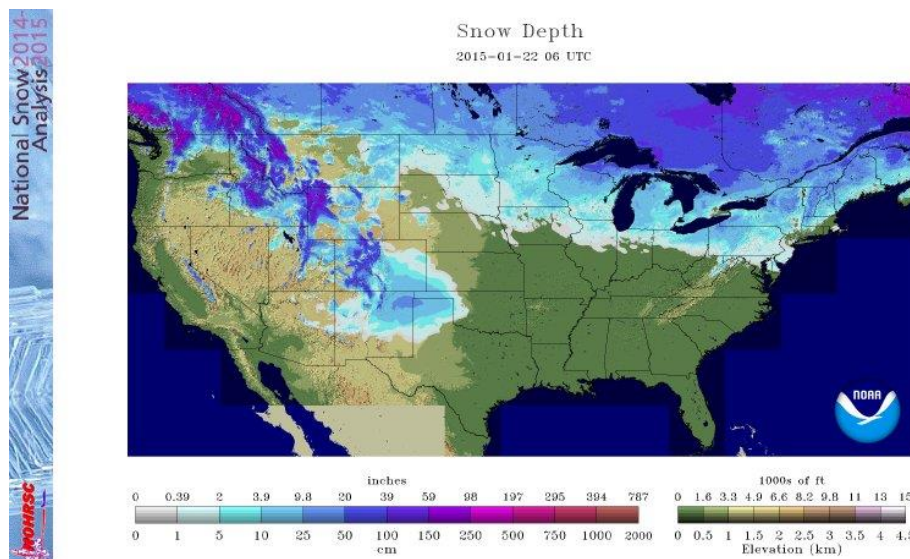 National Snow 2014-
Analysis 2015
NOHRSC
Snow Depth
2015-01-22 06 UTC
NOAA
inches
0 0.39 2 3.9 9.8 20 39 59 98 197 295 394 787
0 1 5 10 25 50 100 150 250 500 750 1000 2000
cm
1000s of ft
0 1.6 3.3 4.9 6.6 8.2 9.8 11 13 15
0 0.5 1 1.5 2 2.5 3 3.5 4 4.5
Elevation (km)